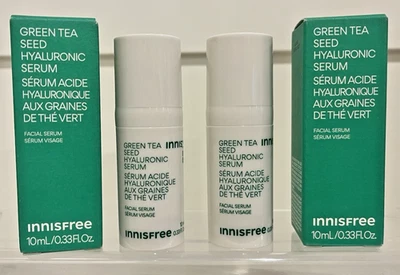 GREEN TEA
SEED
HYALURONIC
SERUM
SÉRUM ACIDE
HYALURONIQUE
AUX GRAINES
DE THÉ VERT
FACIAL SERUM
SÉRUM VISAGE
innisfree
10mL/0.33Fl.Oz.
GREEN TEA
SEED
HYALURONIC
SERUM
SÉRUM ACIDE
HYALURONIQUE
AUX GRAINES
DE THÉ VERT
FACIAL SERUM
SÉRUM VISAGE
innisfree
GREEN TEA
SEED
HYALURONIC
SERUM
SÉRUM ACIDE
HYALURONIQUE
AUX GRAINES
DE THÉ VERT
FACIAL SERUM
SÉRUM VISAGE
innisfree
GREEN TEA
SEED
HYALURONIC
SERUM
SÉRUM ACIDE
HYALURONIQUE
AUX GRAINES
DE THÉ VERT
FACIAL SERUM
SÉRUM VISAGE
innisfree
10mL/0.33Fl.Oz.